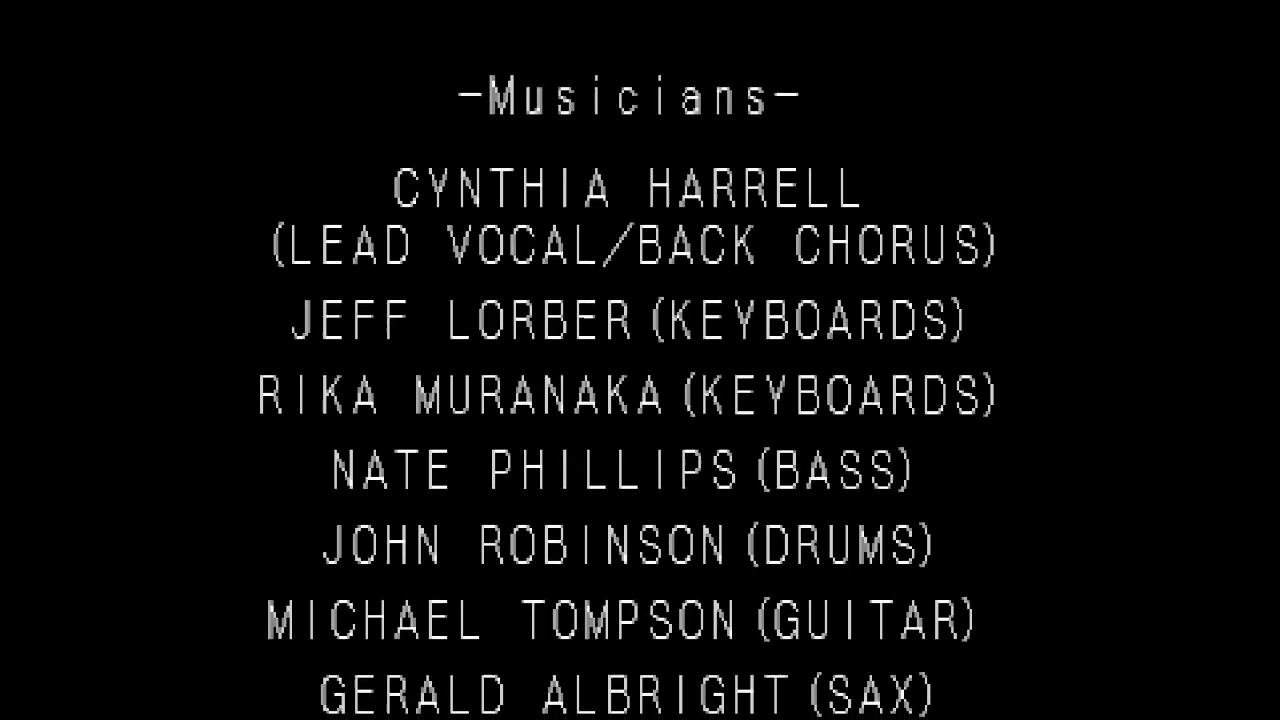 -Musicians-
CYNTHIA HARRELL
(LEAD VOCAL/BACK CHORUS)
JEFF LORBER (KEYBOARDS)
RIKA MURANAKA (KEYBOARDS)
NATE PHILLIPS (BASS)
JOHN ROBINSON (DRUMS)
MICHAEL TOMPSON (GUITAR)
GERALD ALBRIGHT (SAX)